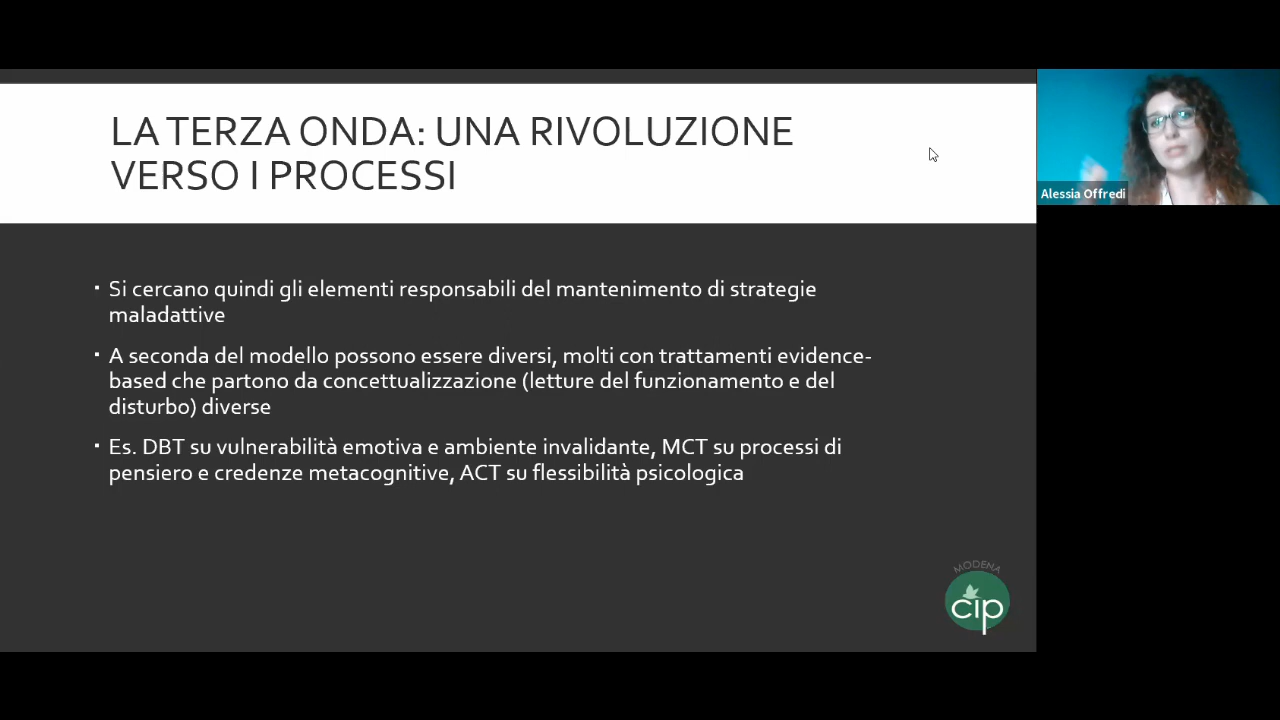 LA TERZA ONDA: UNA RIVOLUZIONE
VERSO I PROCESSI
Alessia Offredi
▪ Si cercano quindi gli elementi responsabili del mantenimento di strategie
maladattive
▪ A seconda del modello possono essere diversi, molti con trattamenti evidence-
based che partono da concettualizzazione (letture del funzionamento e del
disturbo) diverse
▪ Es. DBT su vulnerabilità emotiva e ambiente invalidante, MCT su processi di
pensiero e credenze metacognitive, ACT su flessibilità psicologica
MODENA
cip